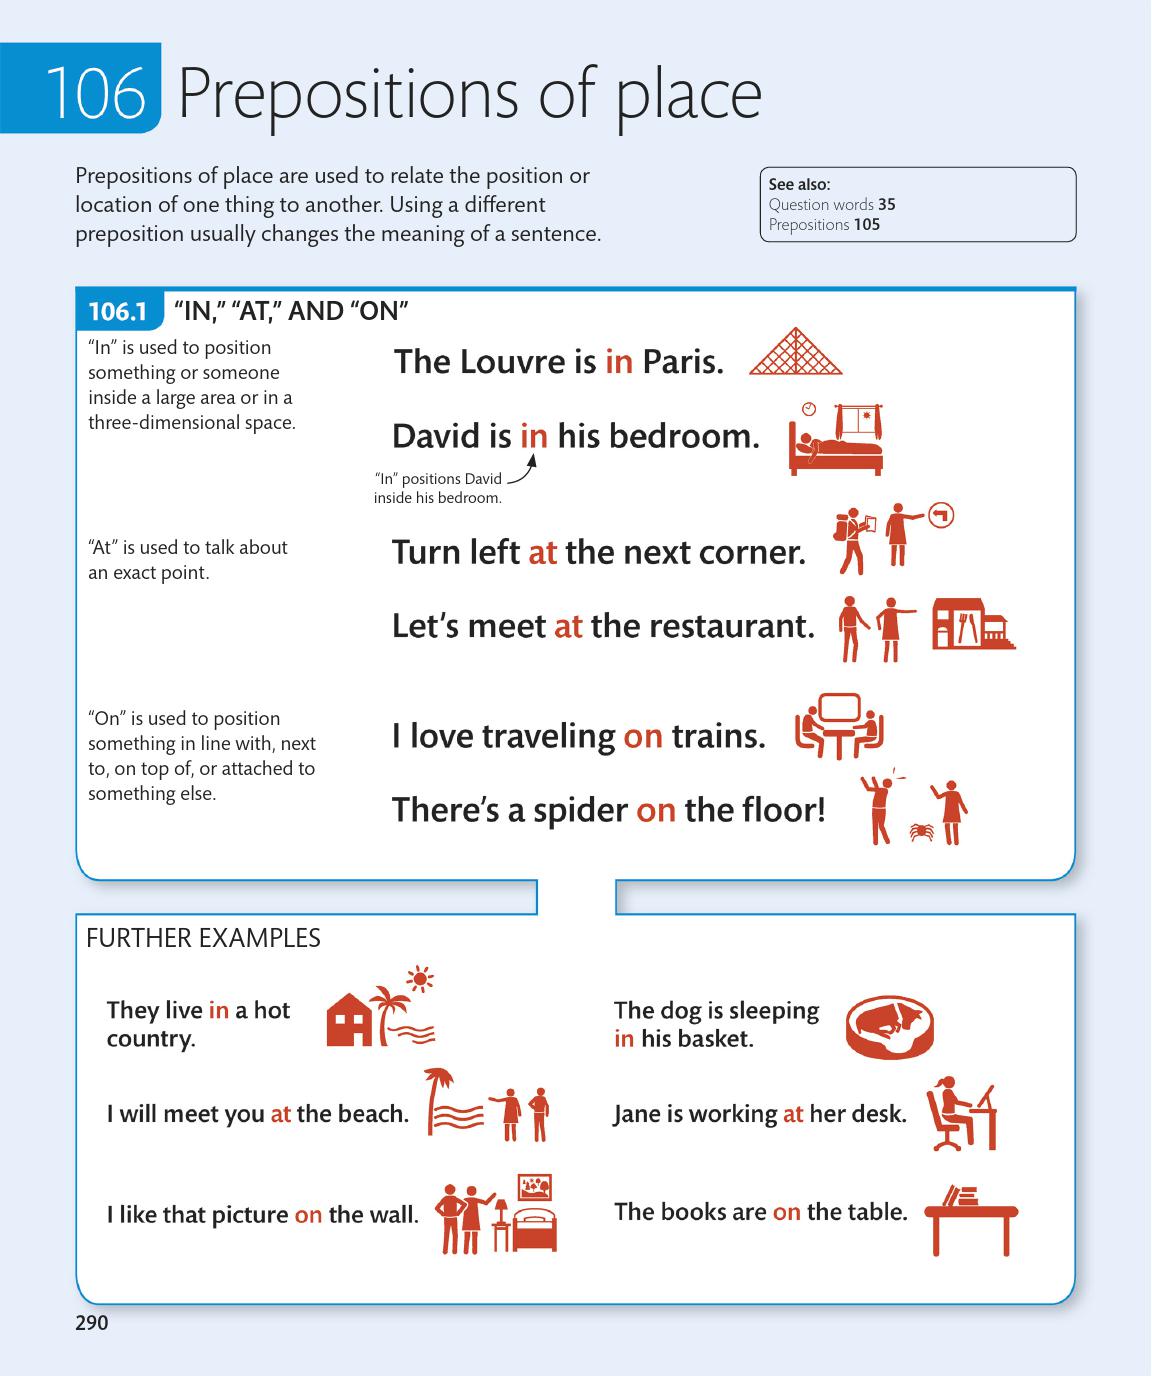 106 Prepositions of place
Prepositions of place are used to relate the position or
location of one thing to another. Using a different
preposition usually changes the meaning of a sentence.
See also:
Question words 35
Prepositions 105
106.1 “IN,” “AT,” AND “ON”
“In” is used to position
something or someone
inside a large area or in a
three-dimensional space.
The Louvre is in Paris.
David is in his bedroom.
“In” positions David
inside his bedroom.
“At” is used to talk about
an exact point.
Turn left at the next corner.
Let’s meet at the restaurant.
“On” is used to position
something in line with, next
to, on top of, or attached to
something else.
I love traveling on trains.
There’s a spider on the floor!
FURTHER EXAMPLES
They live in a hot
country.
The dog is sleeping
in his basket.
I will meet you at the beach.
Jane is working at her desk.
I like that picture on the wall.
The books are on the table.
290